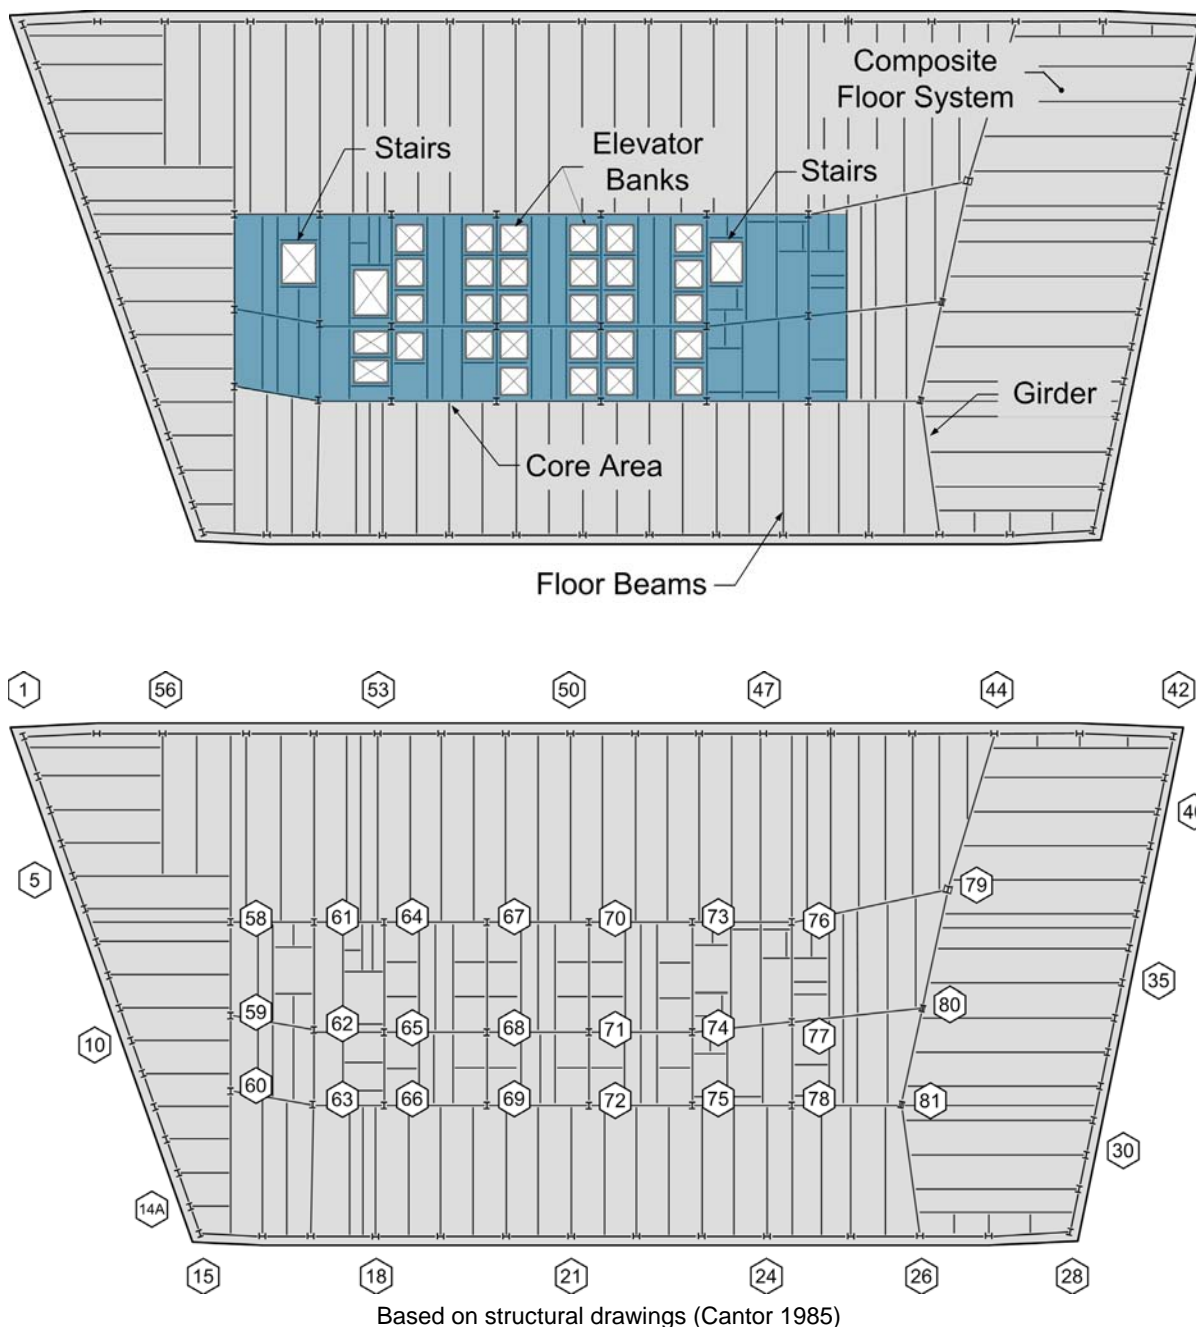 Composite
Floor System
Stairs
Elevator
Banks
Stairs
Girder
Core Area
Floor Beams
1 56 53 50 47 44 42
40
5
79
58 61 64 67 70 73 76
35
59 62 65 68 71 74 77 80
10
60 63 66 69 72 75 78 81
30
14A
15 18 21 24 26 28
Based on structural drawings (Cantor 1985)